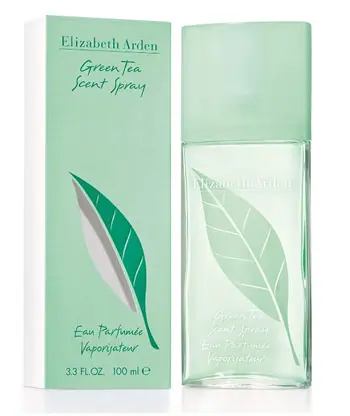 Elizabeth Arden
Green Tea
Scent Spray
Eau Parfumée
Vaporisateur
3.3 FL.OZ. 100 ml ℮
Elizabeth Arden
Green Tea
Scent Spray
Eau Parfumée
Vaporisateur